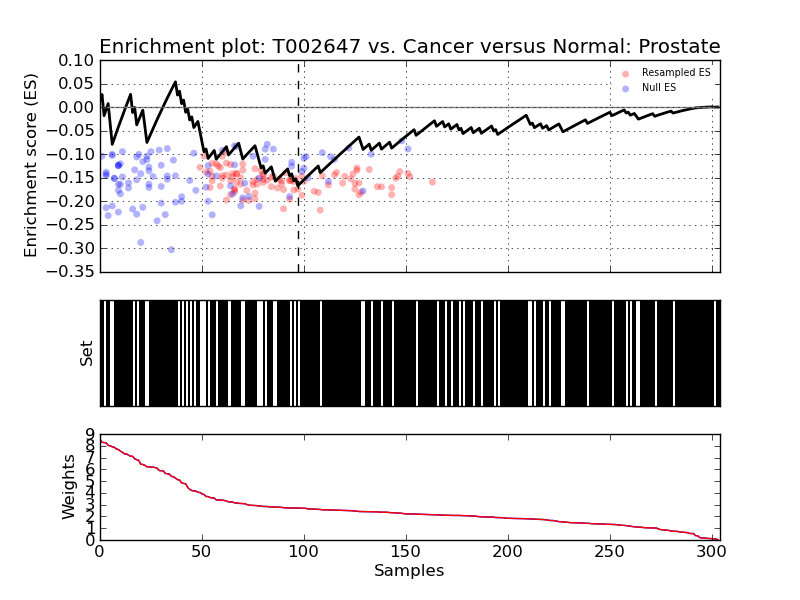 Enrichment plot: T002647 vs. Cancer versus Normal: Prostate
Enrichment score (ES)
0.10
0.05
0.00
−0.05
−0.10
−0.15
−0.20
−0.25
−0.30
−0.35
Resampled ES
Null ES
Set
Weights
9
8
7
6
5
4
3
2
1
0
0 50 100 150 200 250 300
Samples